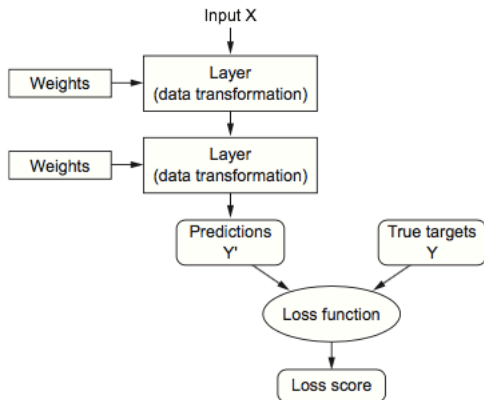 Input X
Weights
Layer
(data transformation)
Weights
Layer
(data transformation)
Predictions
Y'
True targets
Y
Loss function
Loss score